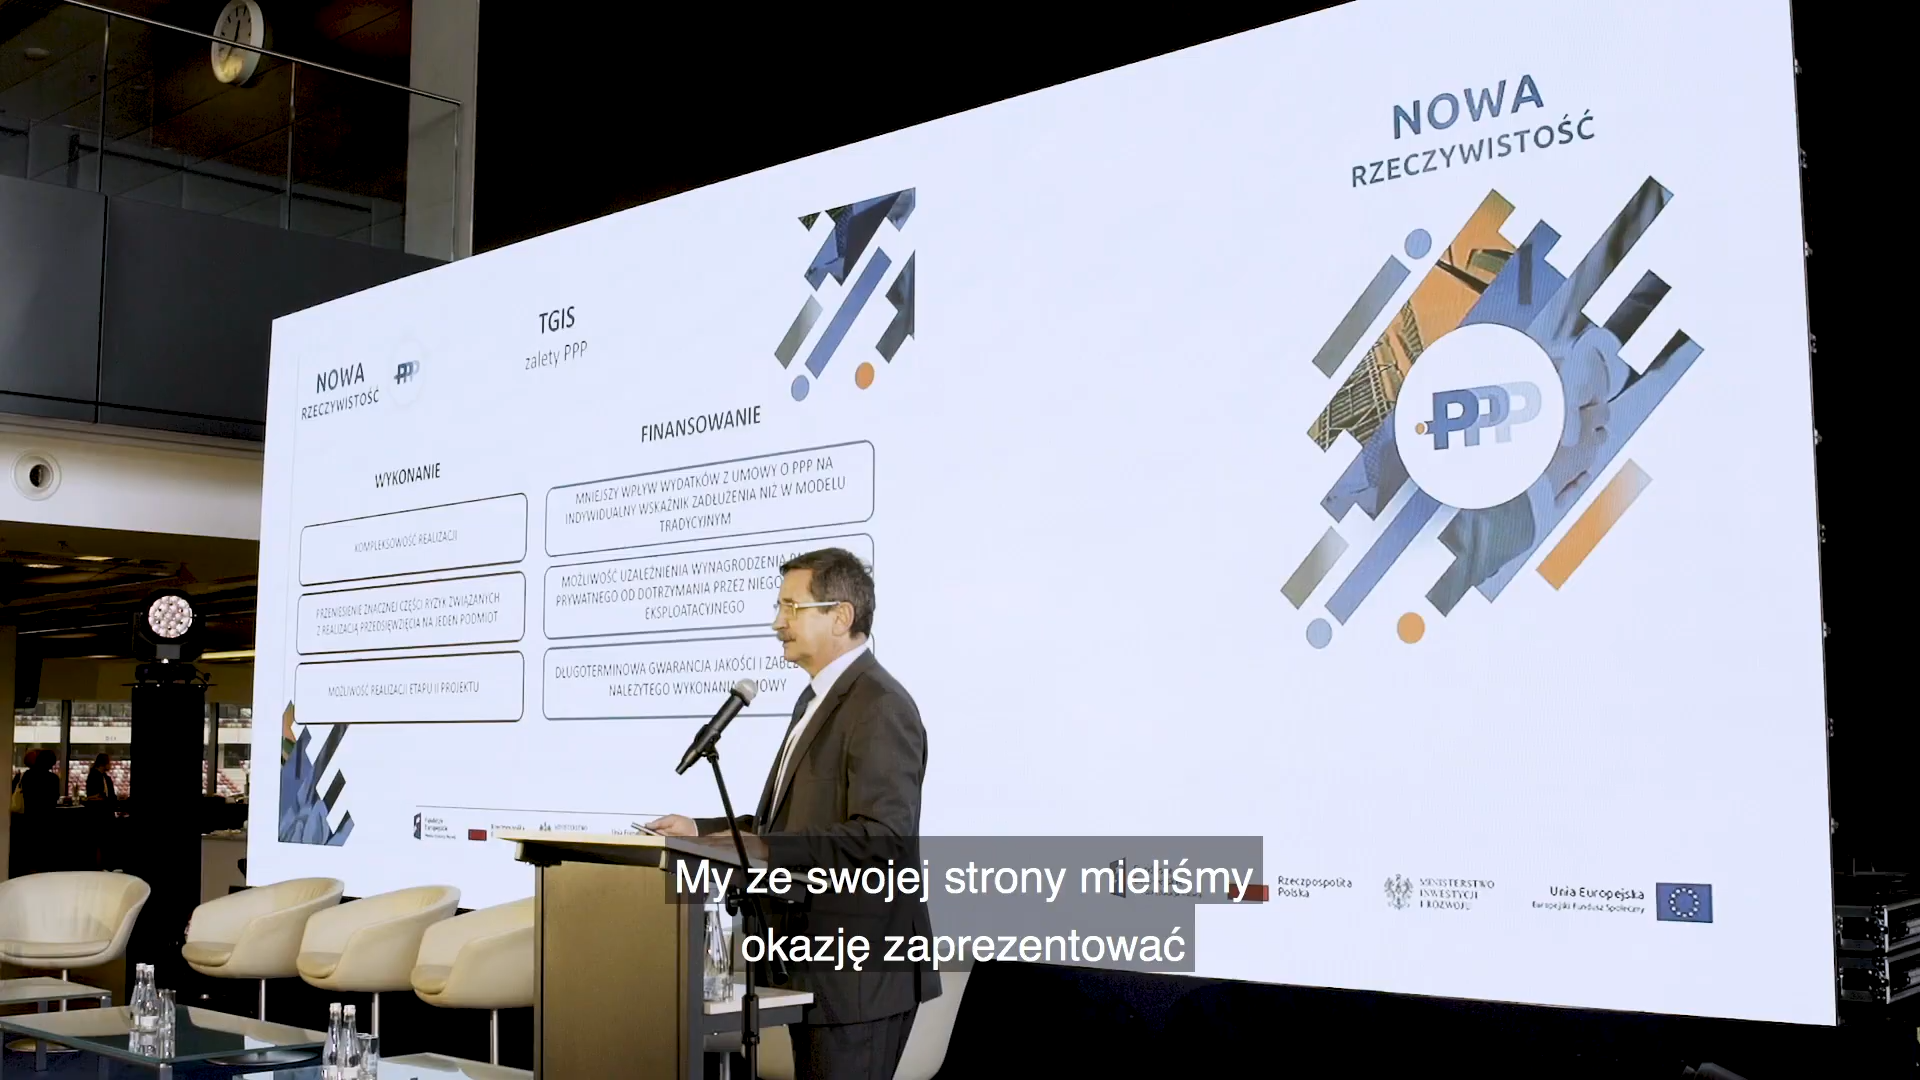 NOWA
RZECZYWISTOŚĆ
PPP
TGIS
zalety PPP
NOWA
RZECZYWISTOŚĆ
PPP
WYKONANIE
KOMPLEKSOWOŚĆ REALIZACJI
PRZENIESIENIE ZNACZNEJ CZĘŚCI RYZYK ZWIĄZANYCH
Z REALIZACJĄ PRZEDSIĘWZIĘCIA NA JEDEN PODMIOT
MOŻLIWOŚĆ REALIZACJI ETAPU II PROJEKTU
FINANSOWANIE
MNIEJSZY WPŁYW WYDATKÓW Z UMOWY O PPP NA
INDYWIDUALNY WSKAŹNIK ZADŁUŻENIA NIŻ W MODELU
TRADYCYJNYM
MOŻLIWOŚĆ UZALEŻNIENIA WYNAGRODZENIA
PRYWATNEGO OD DOTRZYMANIA PRZEZ NIEGO
EKSPLOATACYJNEGO
DŁUGOTERMINOWA GWARANCJA JAKOŚCI I
NALEŻYTEGO WYKONANIA
Fundusze
Europejskie
Rzeczpospolita
Polska
MINISTERSTWO
INWESTYCJI
I ROZWOJU
Unia Europejska
Europejski Fundusz Społeczny
My ze swojej strony mieliśmy
okazję zaprezentować